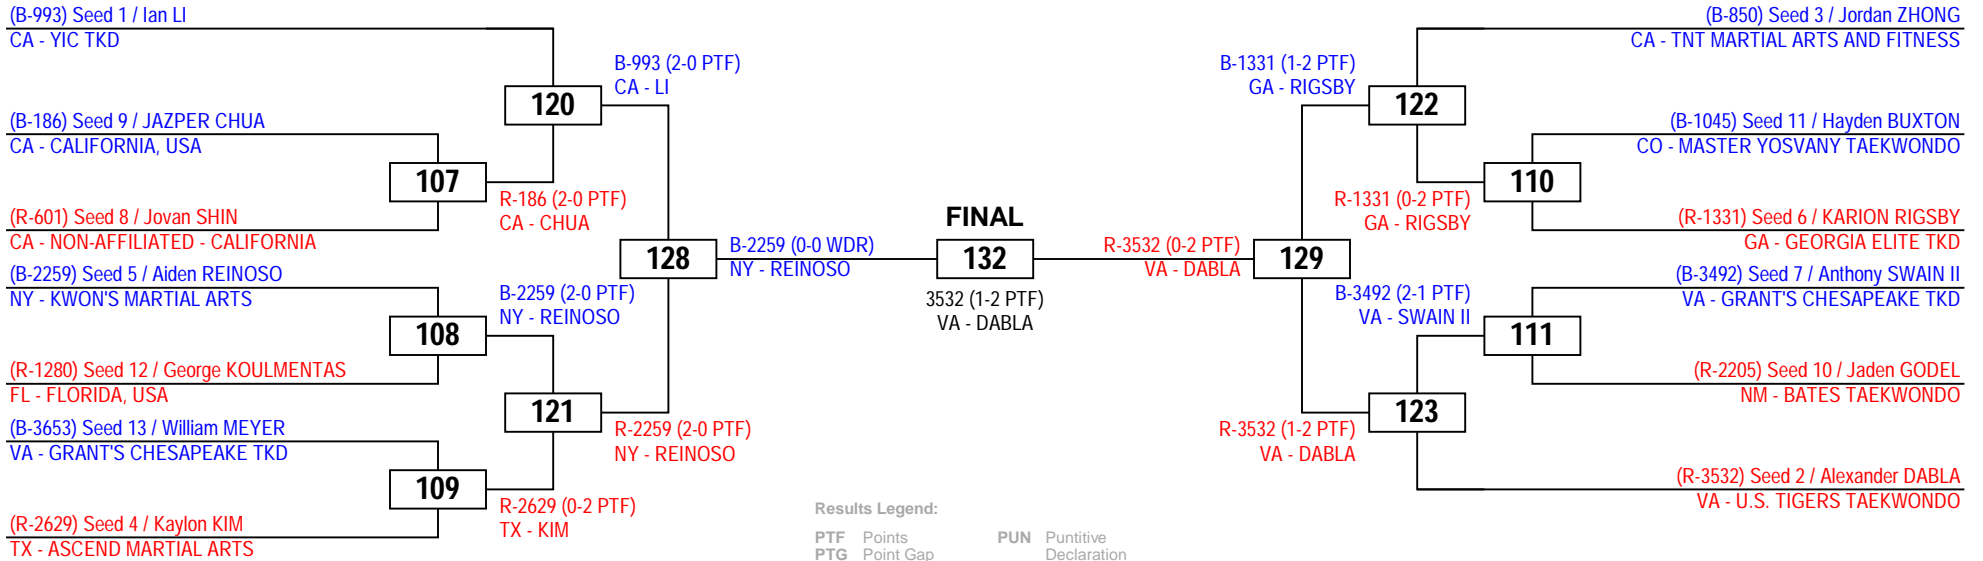 (B-993) Seed 1 / Ian LI
CA - YIC TKD
(B-186) Seed 9 / JAZPER CHUA
CA - CALIFORNIA, USA
(R-601) Seed 8 / Jovan SHIN
CA - NON-AFFILIATED - CALIFORNIA
(B-2259) Seed 5 / Aiden REINOSO
NY - KWON'S MARTIAL ARTS
(R-1280) Seed 12 / George KOULMENTAS
FL - FLORIDA, USA
(B-3653) Seed 13 / William MEYER
VA - GRANT'S CHESAPEAKE TKD
(R-2629) Seed 4 / Kaylon KIM
TX - ASCEND MARTIAL ARTS
107
108
109
R-186 (2-0 PTF)
CA - CHUA
B-2259 (2-0 PTF)
NY - REINOSO
R-2629 (0-2 PTF)
TX - KIM
120
121
B-993 (2-0 PTF)
CA - LI
R-2259 (2-0 PTF)
NY - REINOSO
128
B-2259 (0-0 WDR)
NY - REINOSO
FINAL
132
3532 (1-2 PTF)
VA - DABLA
R-3532 (0-2 PTF)
VA - DABLA
129
B-1331 (1-2 PTF)
GA - RIGSBY
R-3532 (1-2 PTF)
VA - DABLA
122
123
R-1331 (0-2 PTF)
GA - RIGSBY
B-3492 (2-1 PTF)
VA - SWAIN II
110
111
(B-850) Seed 3 / Jordan ZHONG
CA - TNT MARTIAL ARTS AND FITNESS
(B-1045) Seed 11 / Hayden BUXTON
CO - MASTER YOSVANY TAEKWONDO
(R-1331) Seed 6 / KARION RIGSBY
GA - GEORGIA ELITE TKD
(B-3492) Seed 7 / Anthony SWAIN II
VA - GRANT'S CHESAPEAKE TKD
(R-2205) Seed 10 / Jaden GODEL
NM - BATES TAEKWONDO
(R-3532) Seed 2 / Alexander DABLA
VA - U.S. TIGERS TAEKWONDO
Results Legend:
PTF Points
PTG Point Gap
PUN Puntitive
Declaration